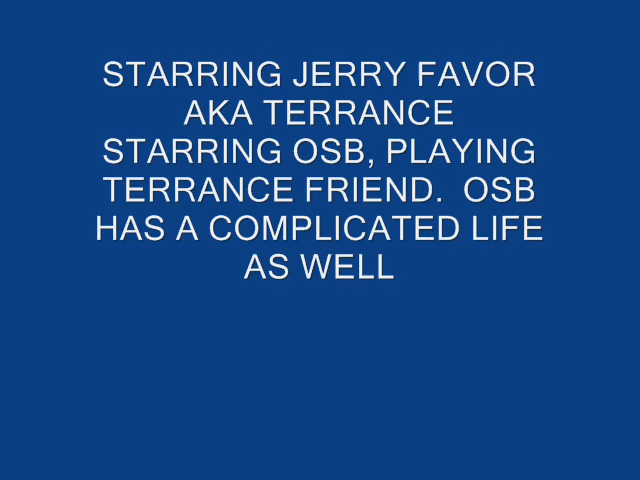 STARRING JERRY FAVOR
AKA TERRANCE
STARRING OSB, PLAYING
TERRANCE FRIEND.  OSB
HAS A COMPLICATED LIFE
AS WELL